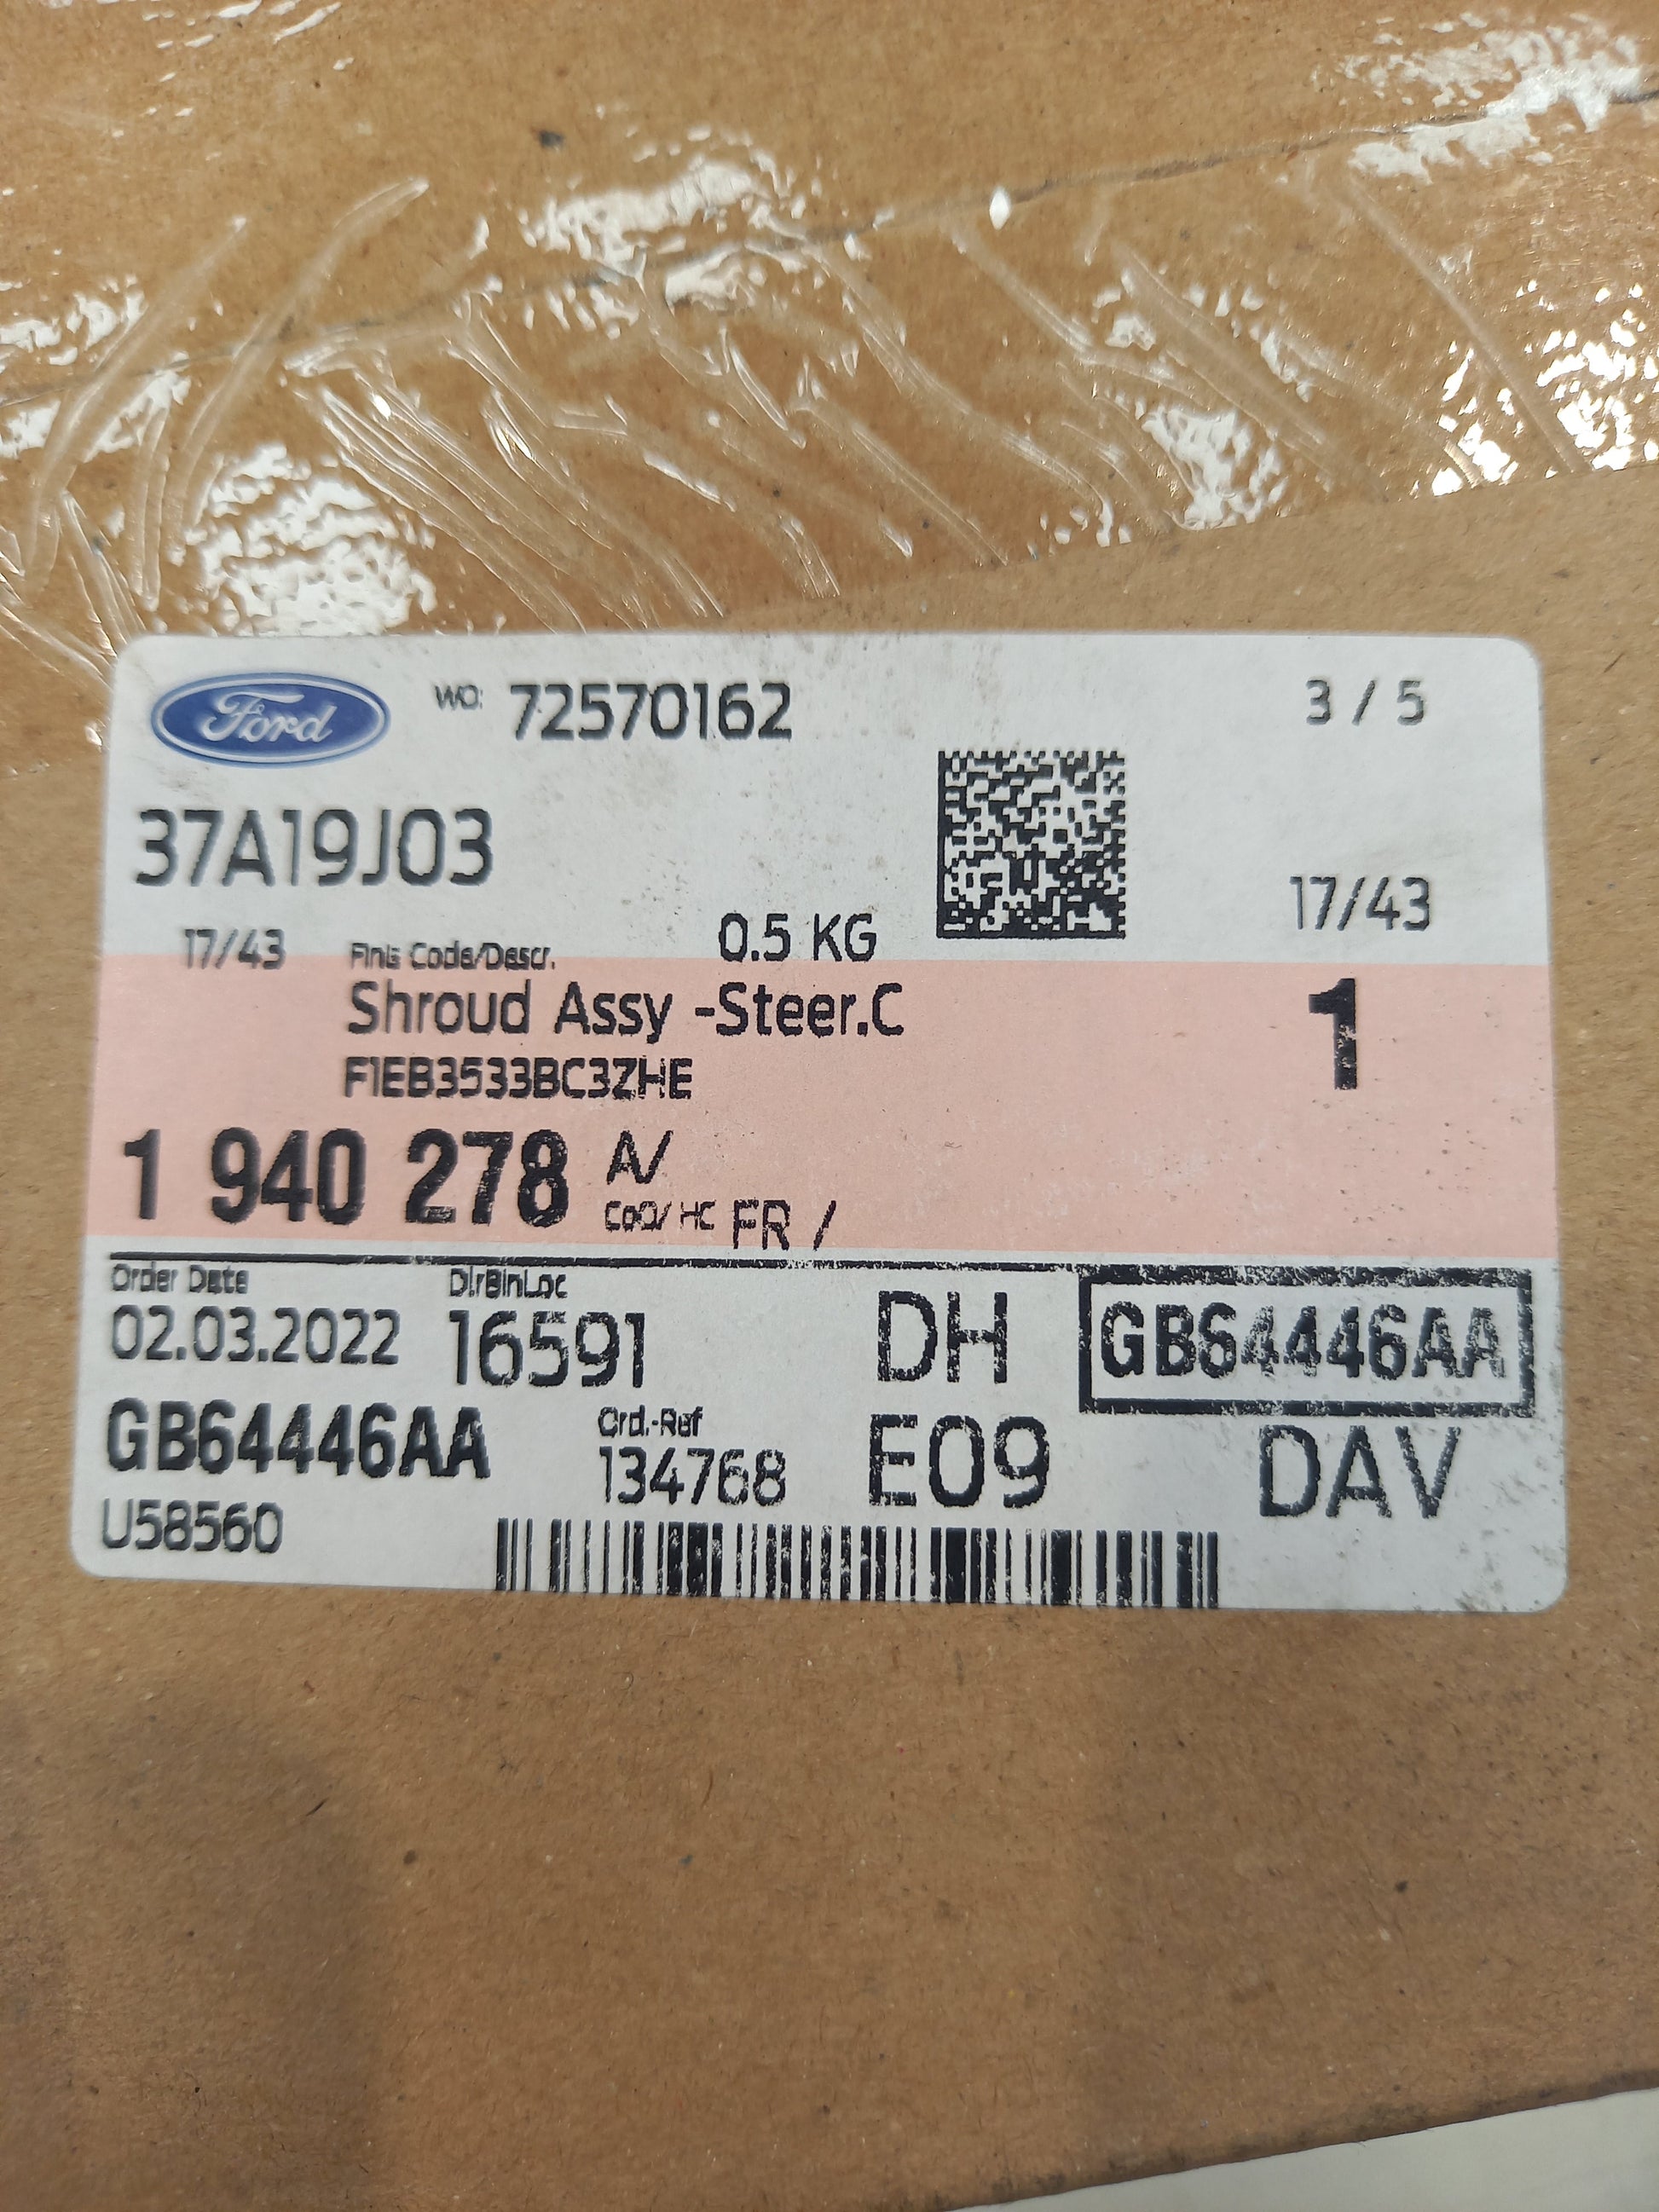 Ford WO: 72570162 3 / 5
37A19J03
17/43
17/43 Finis Code/Descr. 0.5 KG
Shroud Assy -Steer.C 1
F1EB3533BC3ZHE
1 940 278 A/
CoO/ HC FR /
Order Date DlrBinLoc
02.03.2022 16591 DH GB64446AA
GB64446AA Ord.-Ref 134768 E09 DAV
U58560